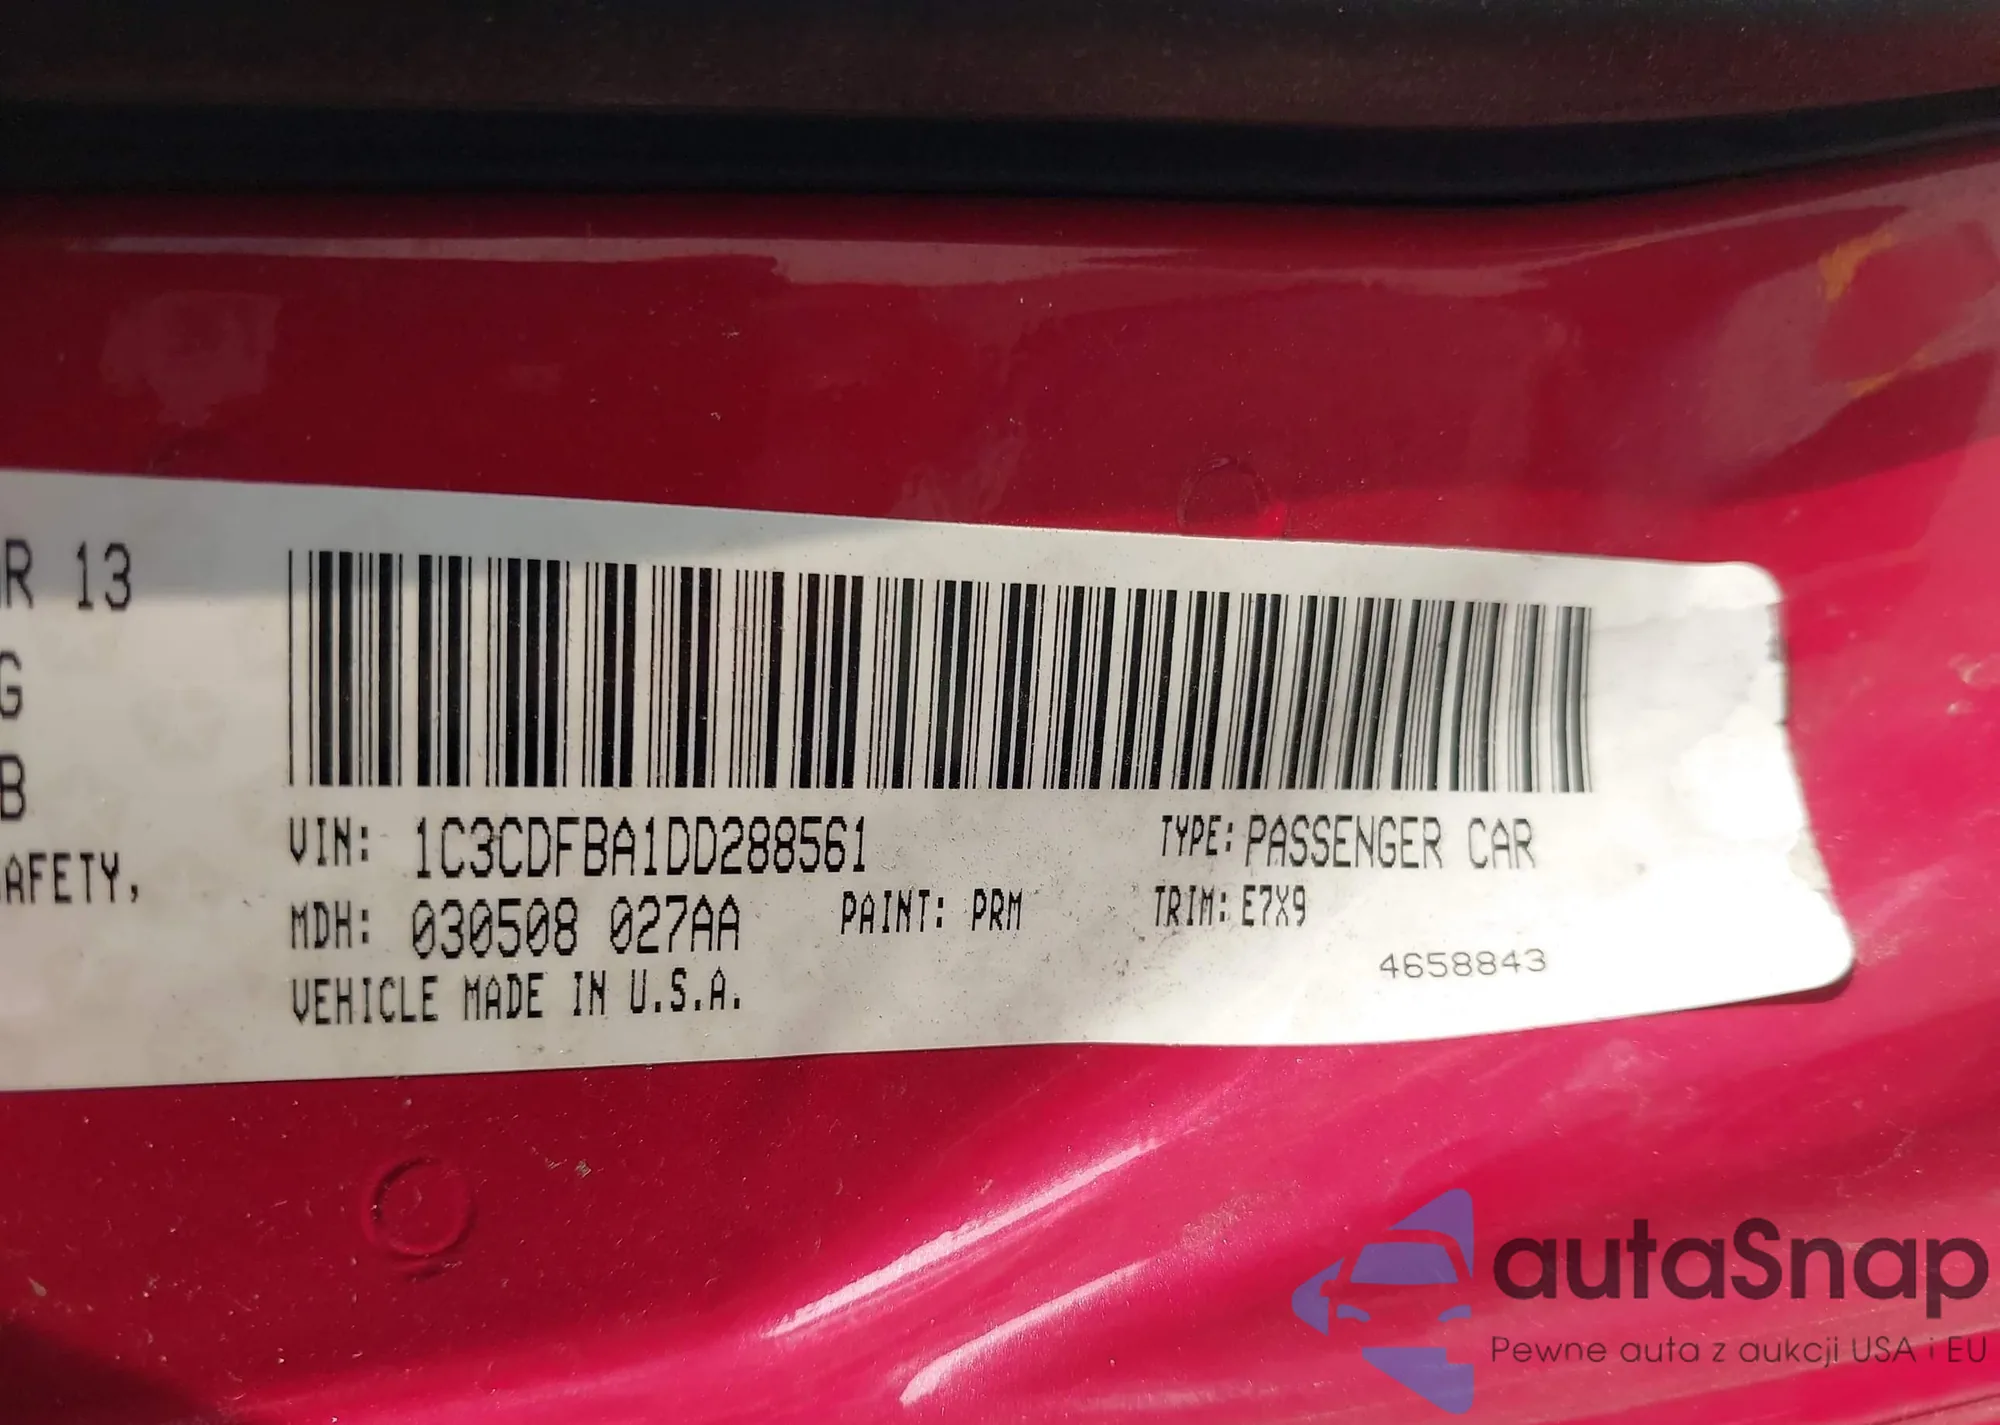 R 13
G
B
AFETY,
VIN: 1C3CDFBA1DD288561 TYPE: PASSENGER CAR
MDH: 030508 027AA PAINT: PRM TRIM: E7X9
4658843
VEHICLE MADE IN U.S.A.
autaSnap
Pewne auta z aukcji USA i EU